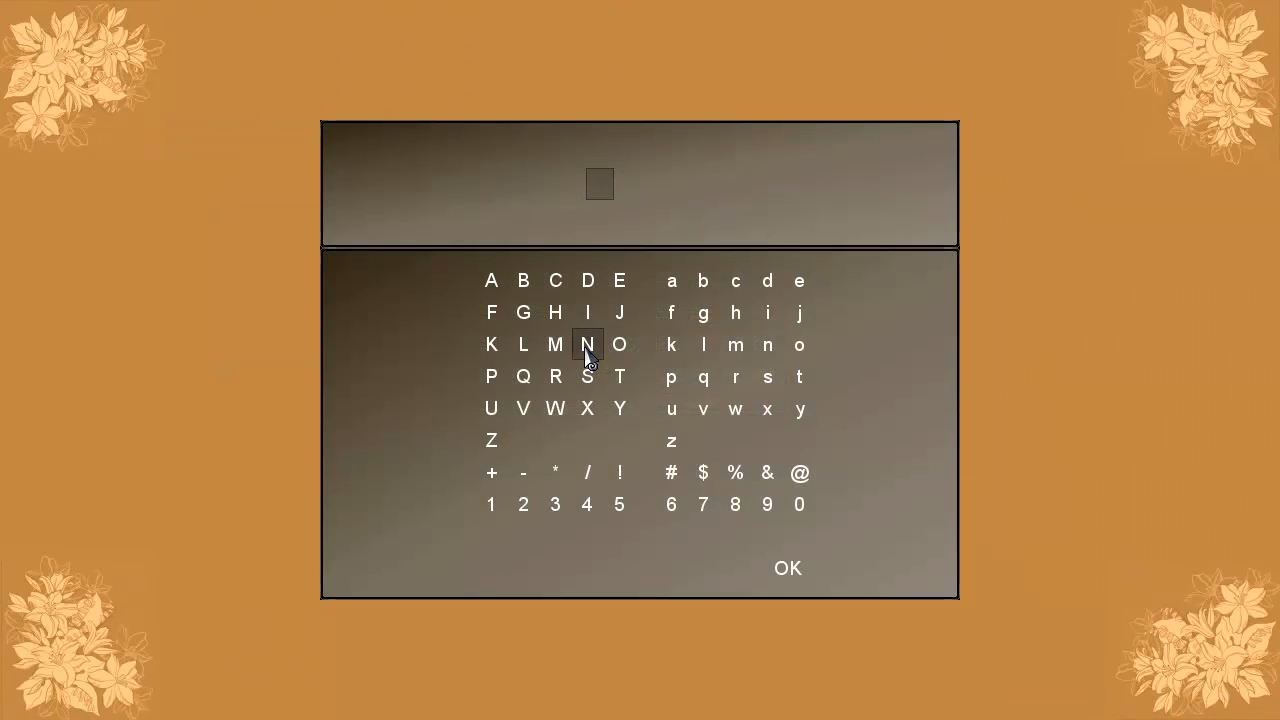 A B C D E a b c d e
F G H I J f g h i j
K L M N O k l m n o
P Q R S T p q r s t
U V W X Y u v w x y
Z z
+ - * / ! # $ % & @
1 2 3 4 5 6 7 8 9 0
OK